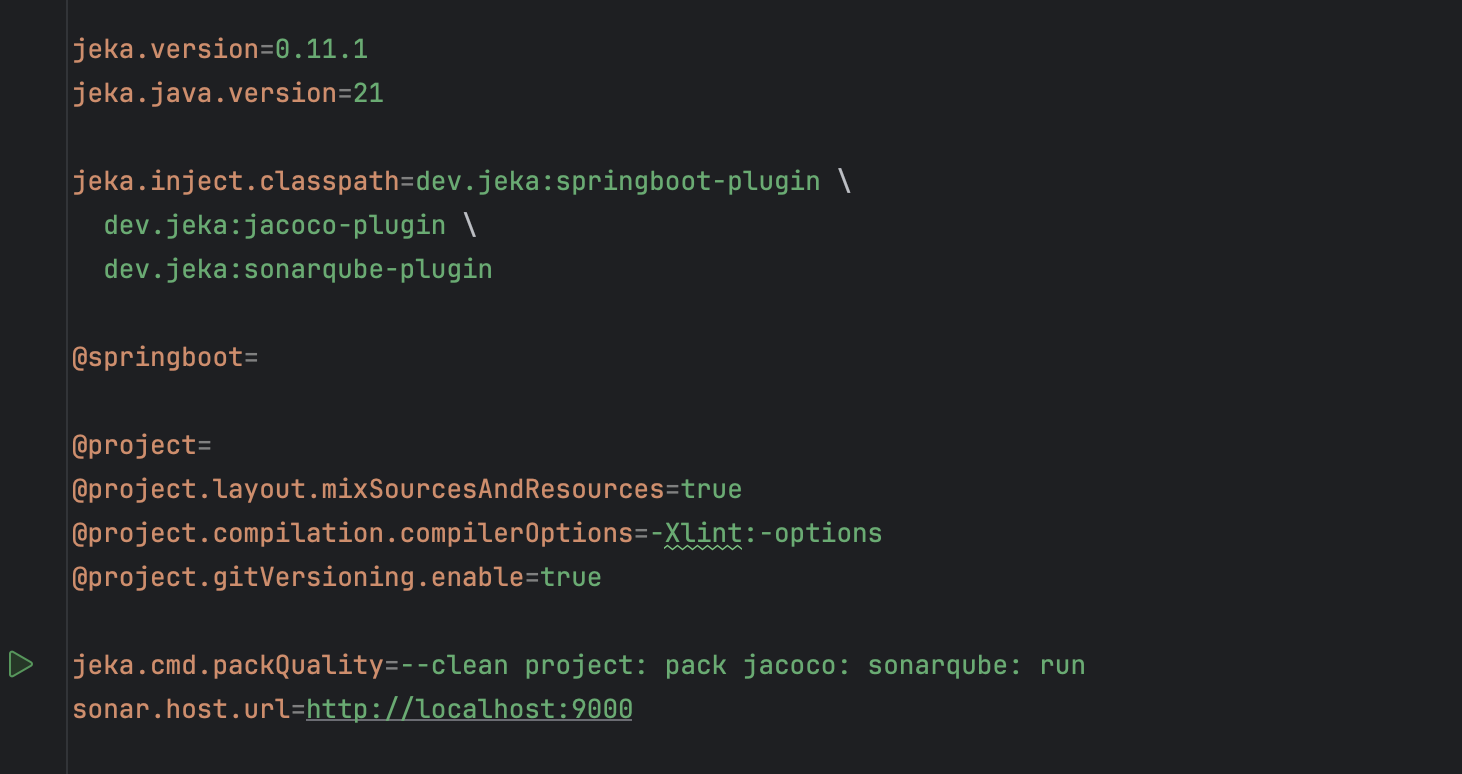 jeka.version=0.11.1
jeka.java.version=21
jeka.inject.classpath=dev.jeka:springboot-plugin \
dev.jeka:jacoco-plugin \
dev.jeka:sonarqube-plugin
@springboot=
@project=
@project.layout.mixSourcesAndResources=true
@project.compilation.compilerOptions=-Xlint:-options
@project.gitVersioning.enable=true
jeka.cmd.packQuality=--clean project: pack jacoco: sonarqube: run
sonar.host.url=http://localhost:9000